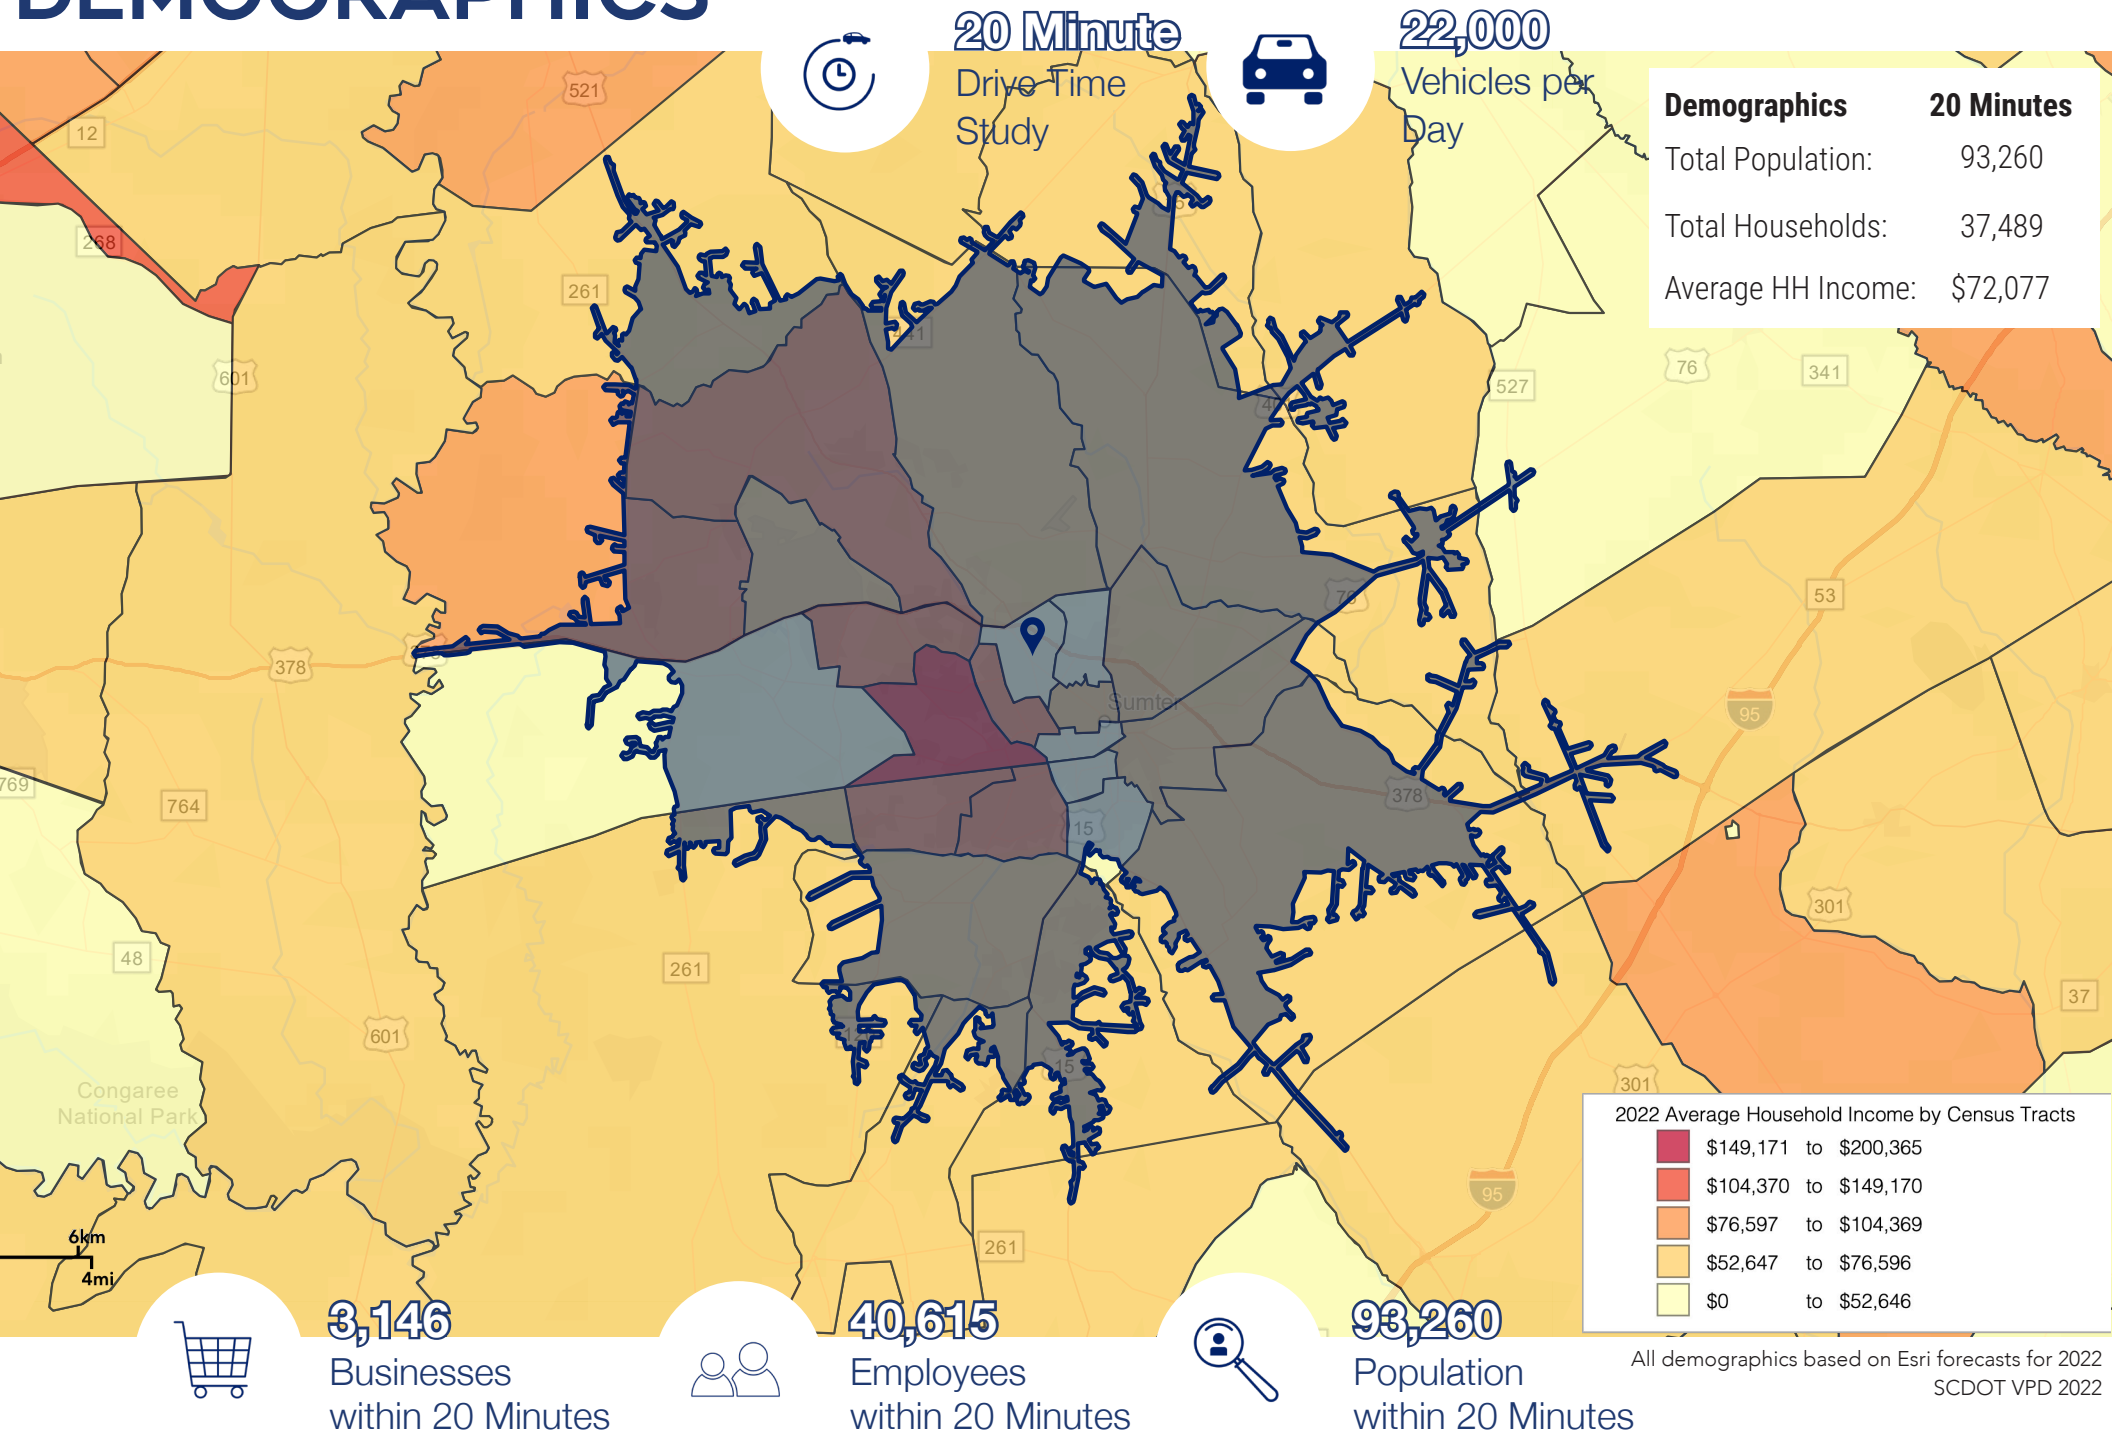 DEMOGRAPHICS
20 Minute
Drive Time
Study
22,000
Vehicles per
Day
Demographics 20 Minutes
Total Population: 93,260
Total Households: 37,489
Average HH Income: $72,077
521
12
268
261
601
441
76
341
527
378
76
53
Sumter
95
769
764
378
15
301
48
261
37
601
15
301
Congaree
National Park
95
261
6km
4mi
2022 Average Household Income by Census Tracts
$149,171 to $200,365
$104,370 to $149,170
$76,597 to $104,369
$52,647 to $76,596
$0 to $52,646
3,146
Businesses
within 20 Minutes
40,615
Employees
within 20 Minutes
93,260
Population
within 20 Minutes
All demographics based on Esri forecasts for 2022
SCDOT VPD 2022